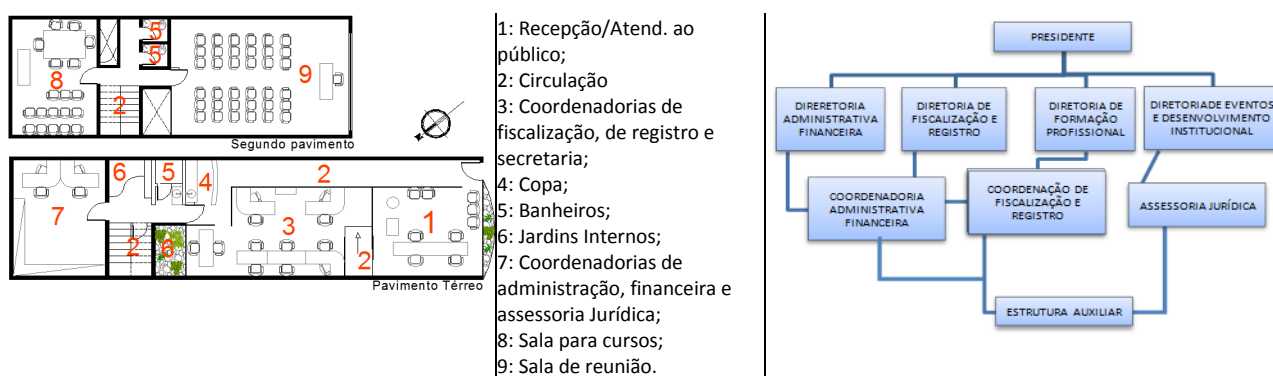 5
5
8
2
9
Segundo pavimento
6
5
4
2
7
2
6
3
2
1
Pavimento Térreo
1: Recepção/Atend. ao
público;
2: Circulação
3: Coordenadorias de
fiscalização, de registro e
secretaria;
4: Copa;
5: Banheiros;
6: Jardins Internos;
7: Coordenadorias de
administração, financeira e
assessoria Jurídica;
8: Sala para cursos;
9: Sala de reunião.
PRESIDENTE
DIRERETORIA
ADMINISTRATIVA
FINANCEIRA
DIRETORIA DE
FISCALIZAÇÃO E
REGISTRO
DIRETORIA DE
FORMAÇÃO
PROFISSIONAL
DIRETORIADE EVENTOS
E DESENVOLVIMENTO
INSTITUCIONAL
COORDENADORIA
ADMINISTRATIVA
FINANCEIRA
COORDENAÇÃO DE
FISCALIZAÇÃO E
REGISTRO
ASSESSORIA JURÍDICA
ESTRUTURA AUXILIAR